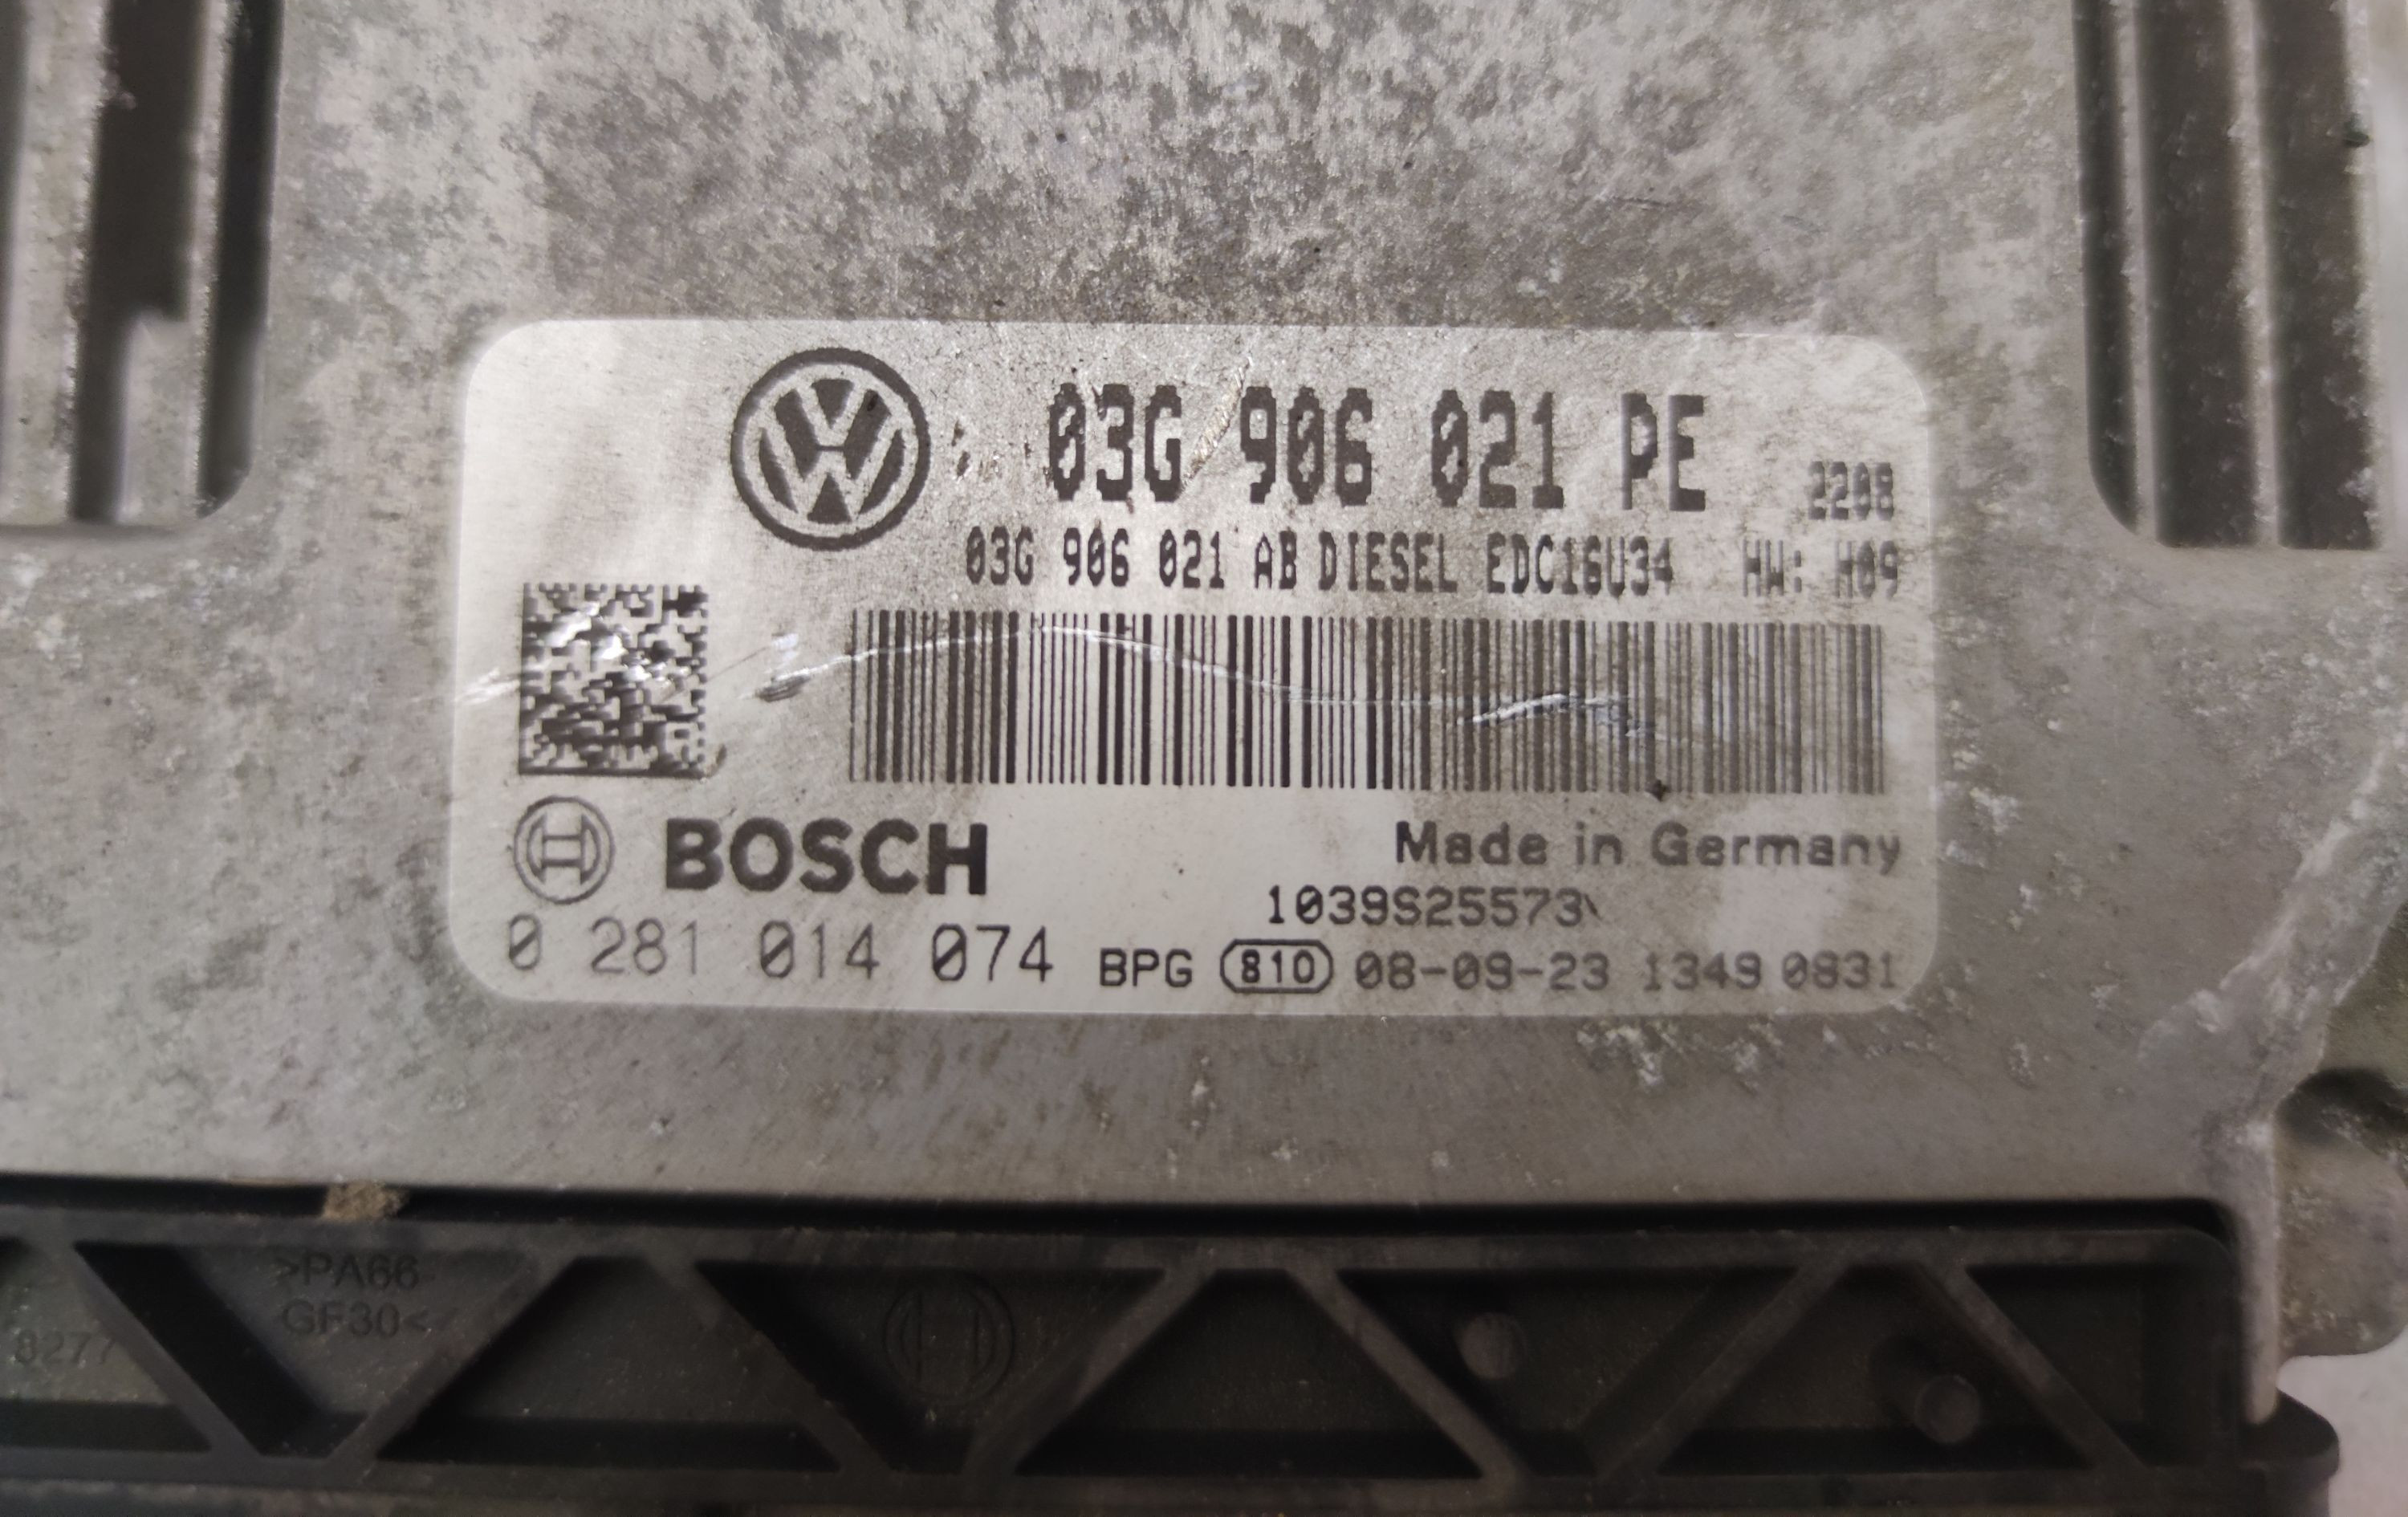 03G 906 021 PE 2208
03G 906 021 AB DIESEL EDC16U34 HW: H09
BOSCH
Made in Germany
1039S25573
0 281 014 074 BPG 810 08-09-23 1349 0831
>PA66
GF30<
8277